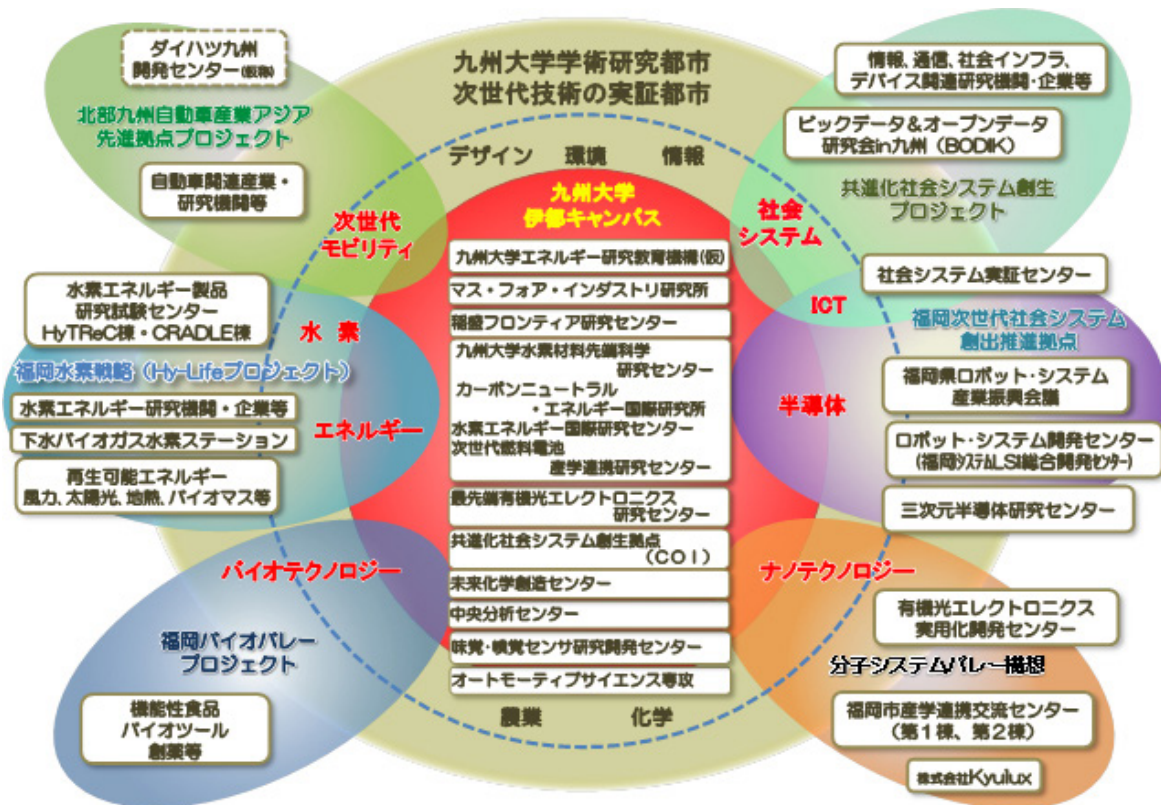 ダイハツ九州
開発センター(仮称)
北部九州自動車産業アジア
先進拠点プロジェクト
自動車関連産業・
研究機関等
次世代
モビリティ
九州大学学術研究都市
次世代技術の実証都市
デザイン 環境 情報
情報、通信、社会インフラ、
デバイス関連研究機関・企業等
ビックデータ&オープンデータ
研究会in九州(BODIK)
共進化社会システム創生
プロジェクト
社会
システム
九州大学
伊都キャンパス
九州大学エネルギー研究教育機構(仮)
マス・フォア・インダストリ研究所
稲盛フロンティア研究センター
九州大学水素材料先端科学
研究センター
カーボンニュートラル
・エネルギー国際研究所
水素エネルギー国際研究センター
次世代燃料電池
産学連携研究センター
最先端有機光エレクトロニクス
研究センター
共進化社会システム創生拠点
(COI)
未来化学創造センター
中央分析センター
味覚・嗅覚センサ研究開発センター
オートモーティブサイエンス専攻
農業 化学
水素エネルギー製品
研究試験センター
HyTReC棟・CRADLE棟
水素
福岡水素戦略(Hy-Lifeプロジェクト)
水素エネルギー研究機関・企業等
エネルギー
下水バイオガス水素ステーション
再生可能エネルギー
風力、太陽光、地熱、バイオマス等
社会システム実証センター
ICT
福岡次世代社会システム
創出推進拠点
福岡県ロボット・システム
産業振興会議
半導体
ロボット・システム開発センター
(福岡システムLSI総合開発センター)
三次元半導体研究センター
バイオテクノロジー
福岡バイオバレー
プロジェクト
機能性食品
バイオツール
創薬等
ナノテクノロジー
有機光エレクトロニクス
実用化開発センター
分子システムバレー構想
福岡市産学連携交流センター
(第1棟、第2棟)
株式会社Kyulux